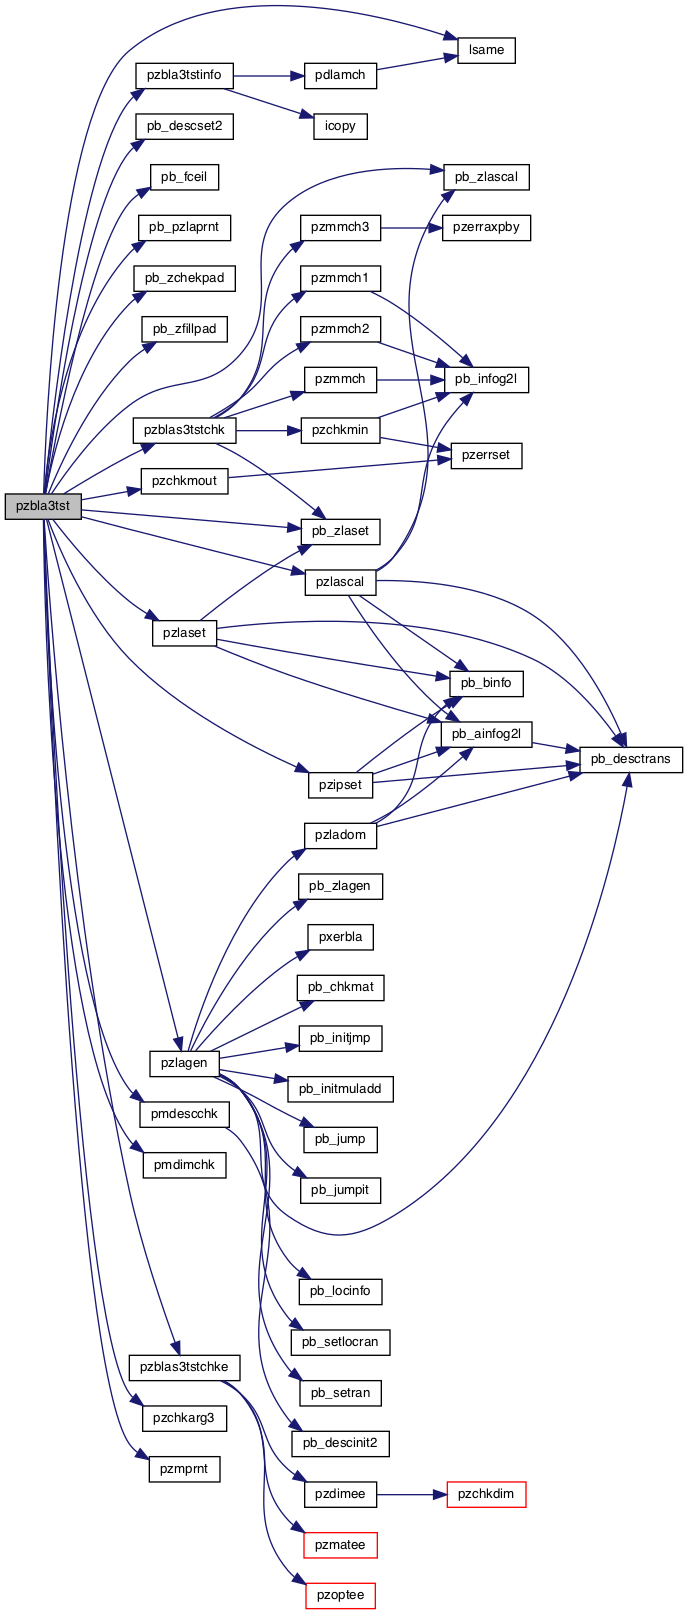 lsame
pzbla3tstinfo
pdlamch
icopy
pb_descset2
pb_fceil
pb_zlascal
pb_pzlaprnt
pzmmch3
pzerraxpby
pb_zchekpad
pzmmch1
pb_zfillpad
pzmmch2
pzmmch
pb_infog2l
pzblas3tstchk
pzchkmin
pzerrset
pzchkmout
pzbla3tst
pb_zlaset
pzlascal
pzlaset
pb_binfo
pb_ainfog2l
pb_desctrans
pzipset
pzladom
pb_zlagen
pxerbla
pb_chkmat
pb_initjmp
pzlagen
pb_initmuladd
pmdescchk
pb_jump
pmdimchk
pb_jumpit
pb_locinfo
pb_setlocran
pzblas3tstchke
pb_setran
pzchkarg3
pb_descinit2
pzmprnt
pzdimee
pzchkdim
pzmatee
pzoptee